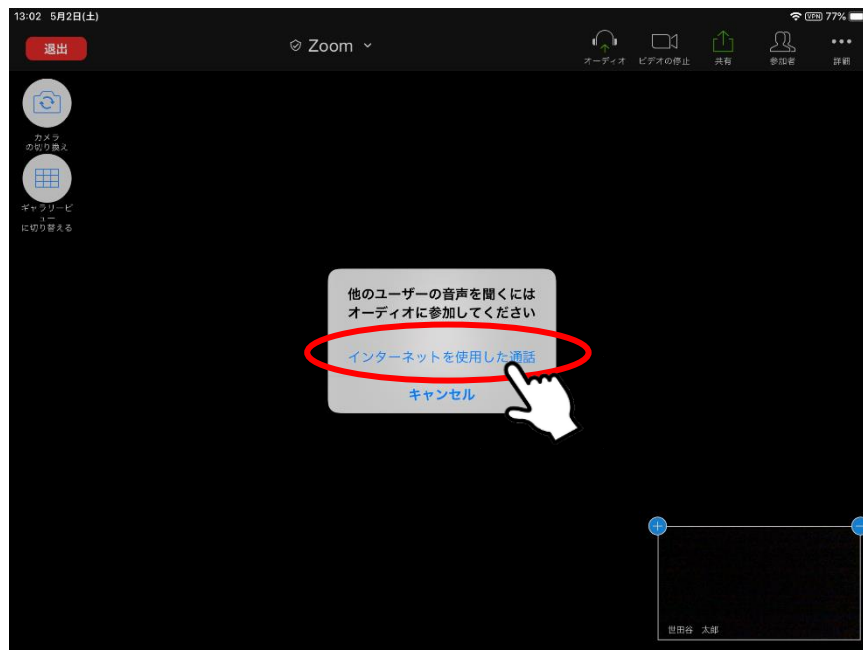 13:02 5月2日(土)
VPN 77%
退出
Zoom
オーディオ
ビデオの停止
共有
参加者
詳細
カメラ
の切り換え
ギャラリービ
ュー
に切り替える
他のユーザーの音声を聞くには
オーディオに参加してください
インターネットを使用した通話
キャンセル
世田谷 太郎